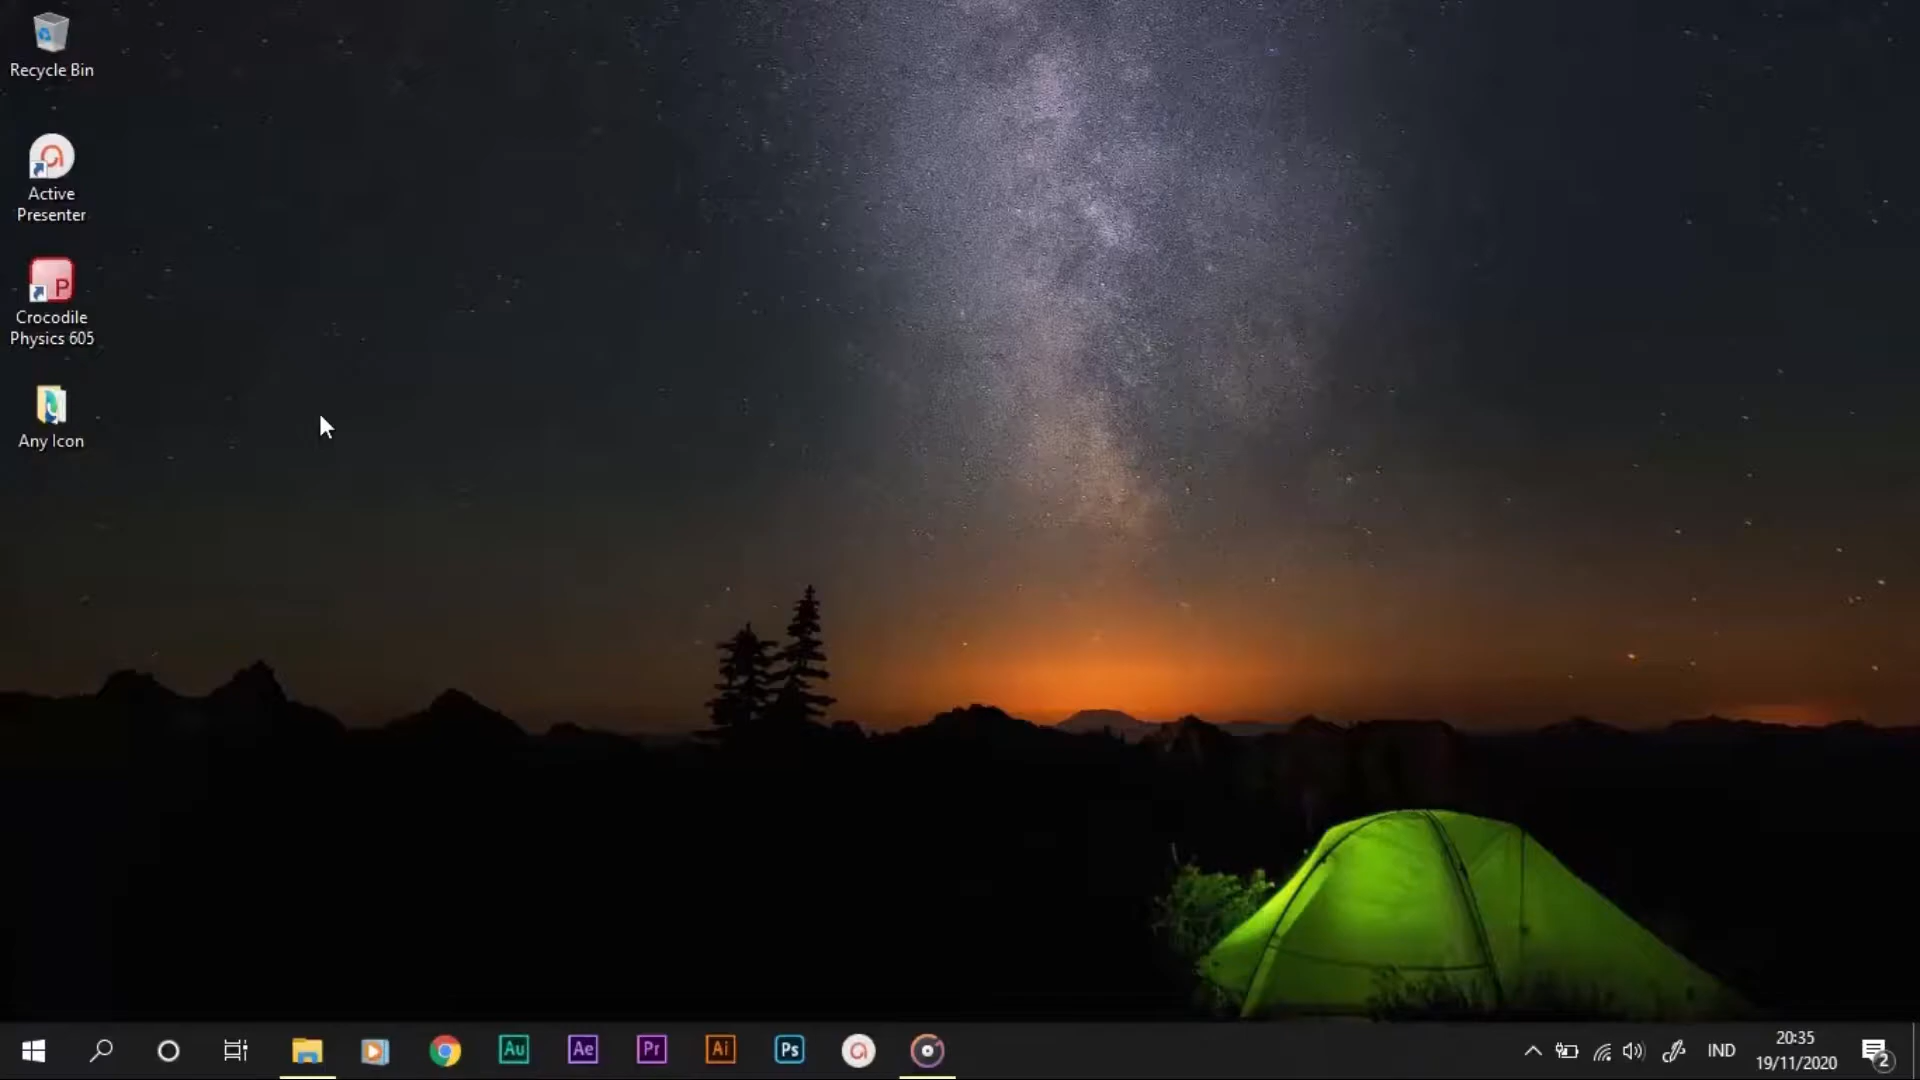 Recycle Bin
Active
Presenter
P
Crocodile
Physics 605
Any Icon
Au
Ae
Pr
Ai
Ps
IND
20:35
19/11/2020
2